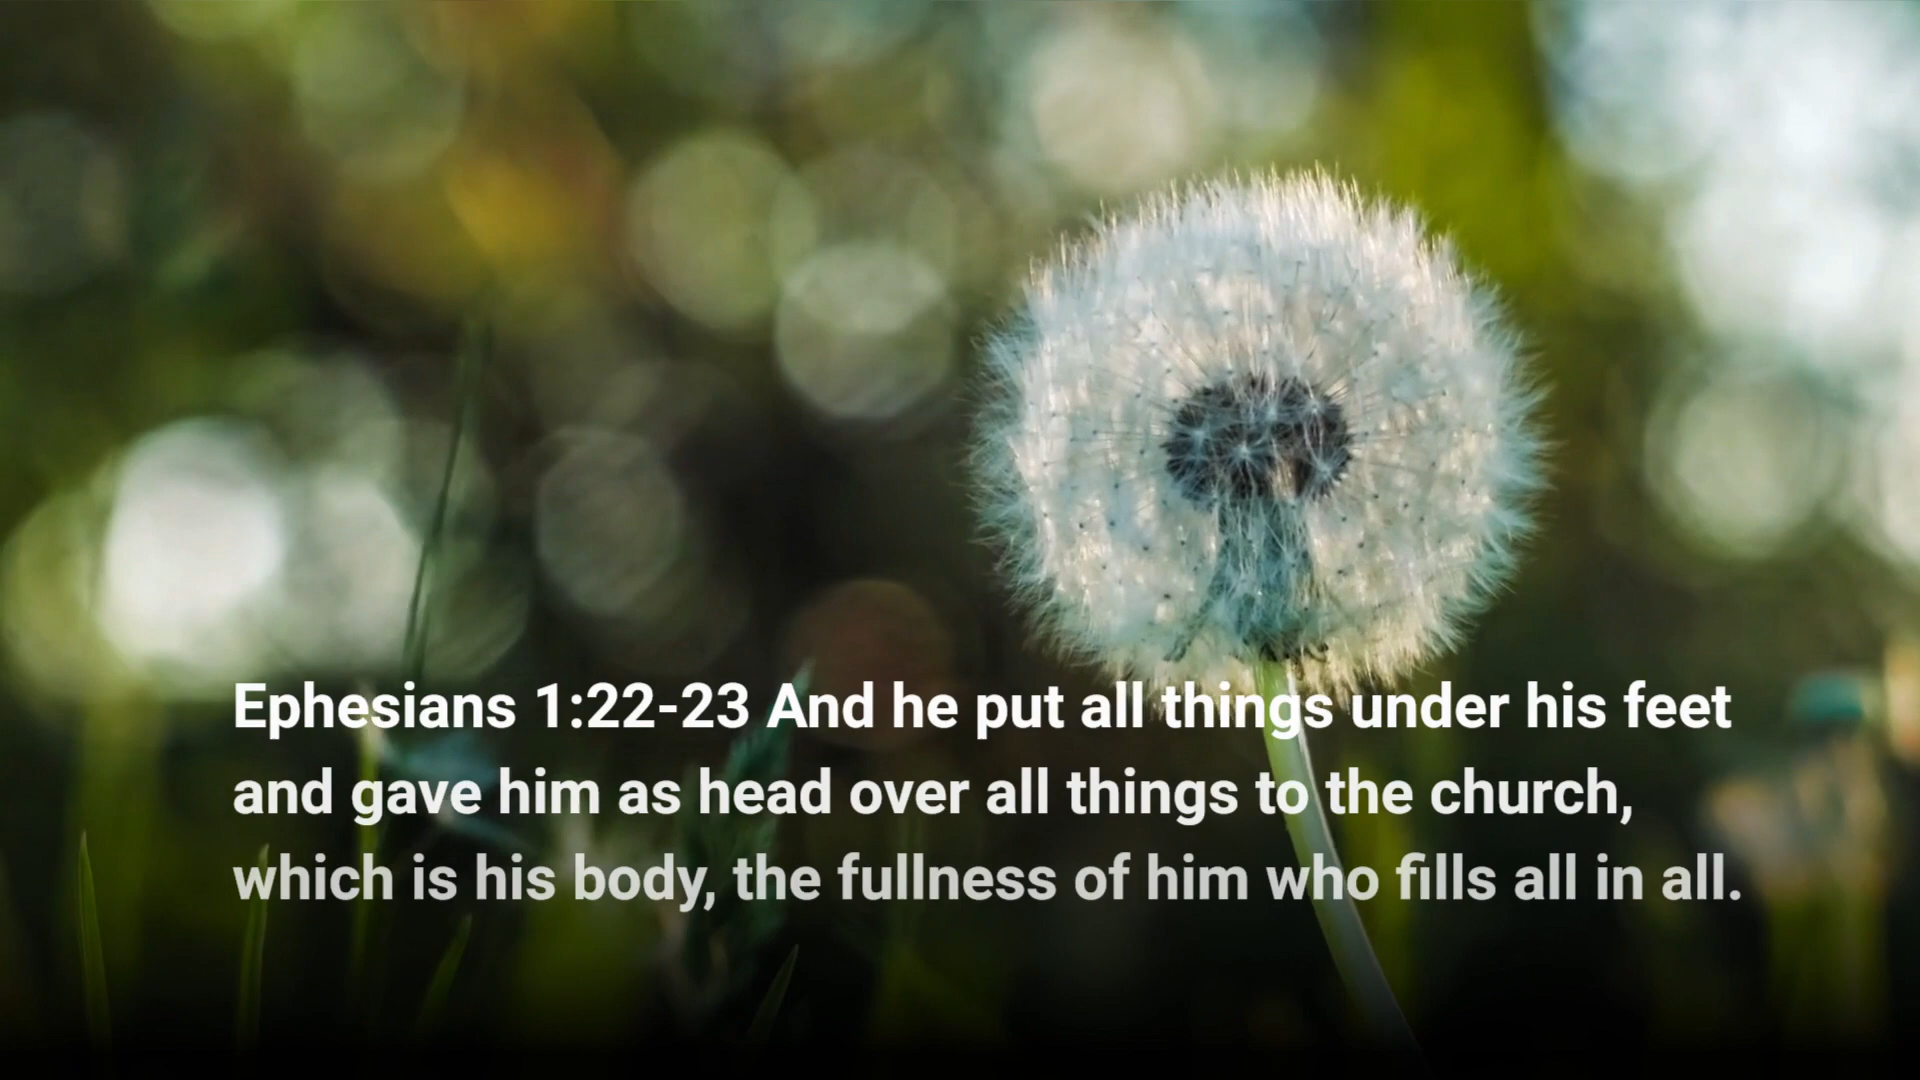 Ephesians 1:22-23 And he put all things under his feet
and gave him as head over all things to the church,
which is his body, the fullness of him who fills all in all.